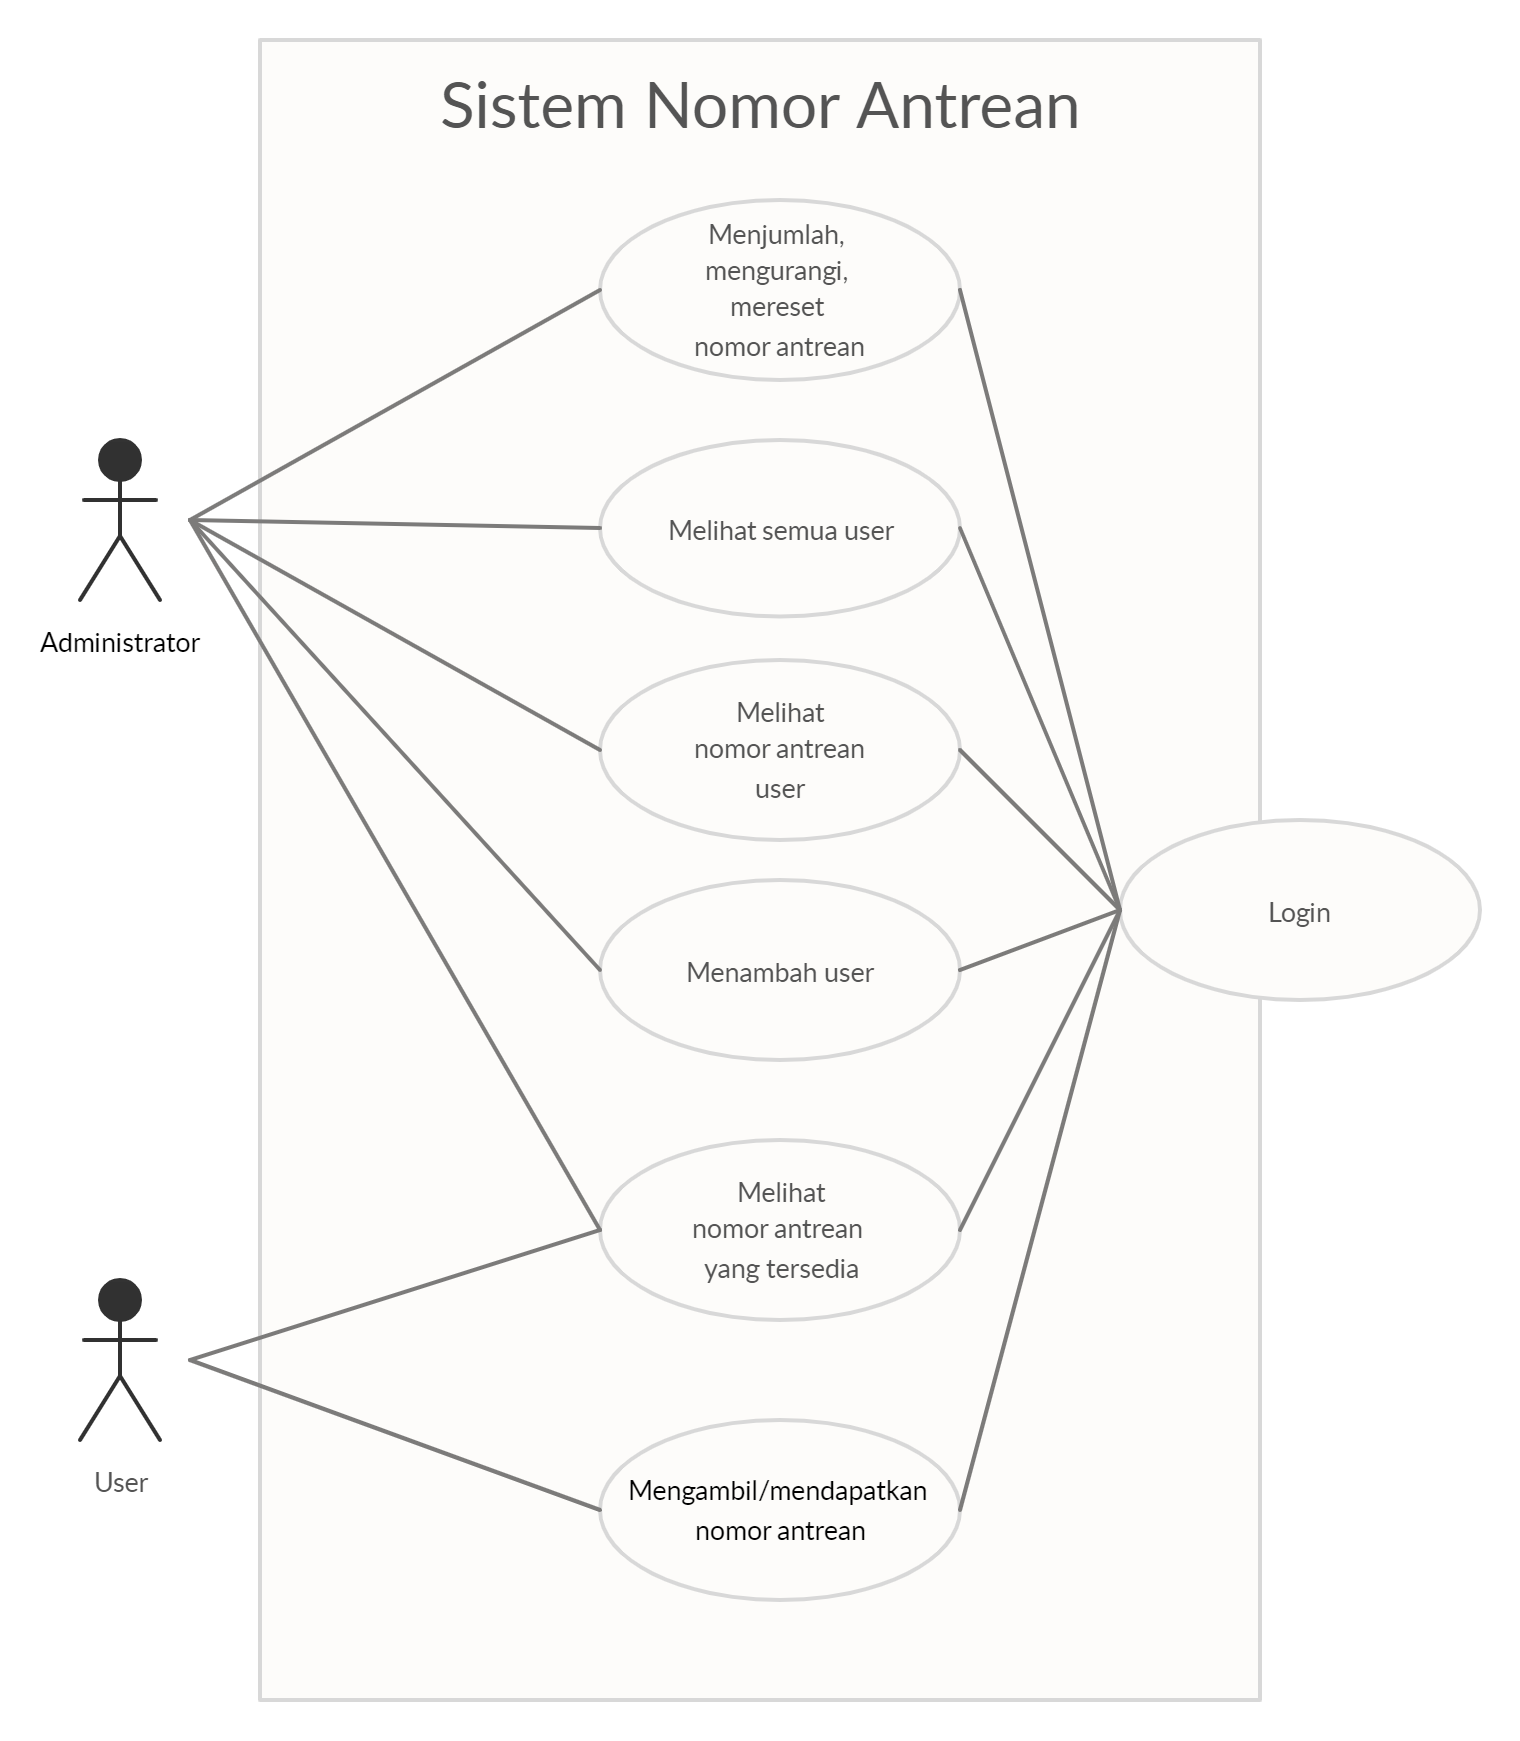 Sistem Nomor Antrean
Menjumlah,
mengurangi,
mereset
nomor antrean
Melihat semua user
Administrator
Melihat
nomor antrean
user
Login
Menambah user
Melihat
nomor antrean
yang tersedia
User
Mengambil/mendapatkan
nomor antrean